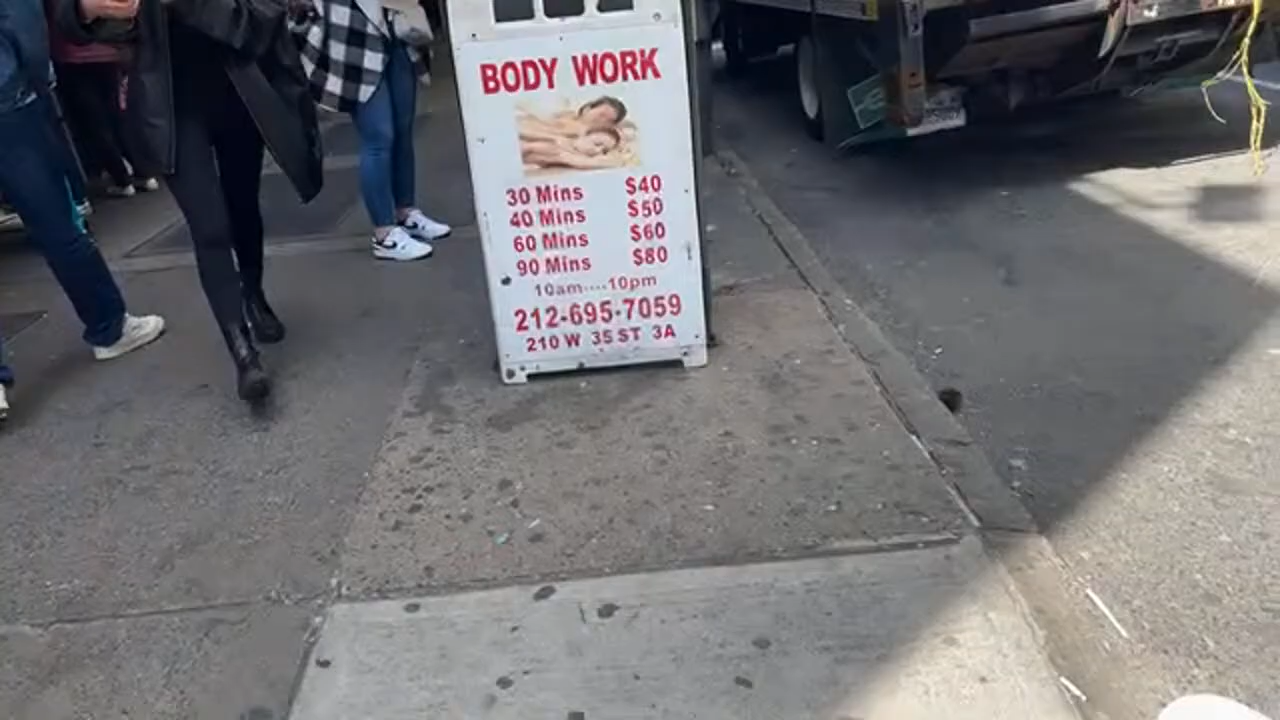 BODY WORK
30 Mins $40
40 Mins $50
60 Mins $60
90 Mins $80
10am----10pm
212-695-7059
210 W 35 ST 3A